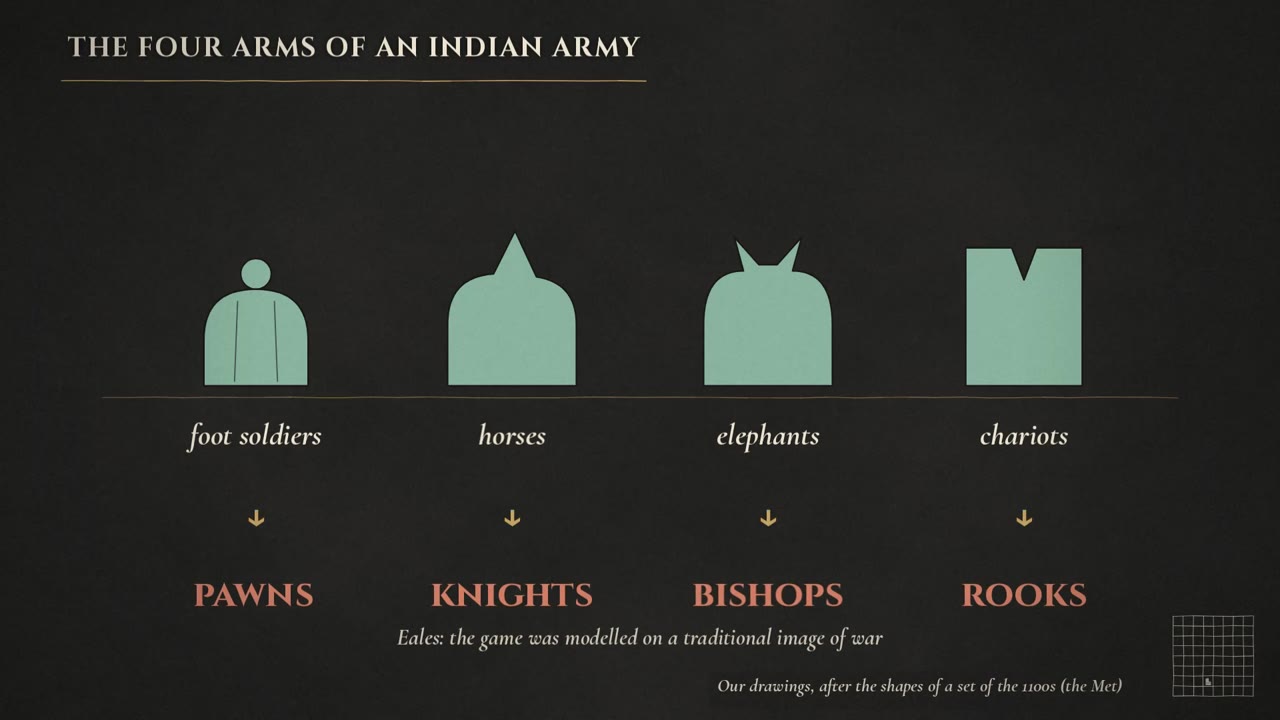 THE FOUR ARMS OF AN INDIAN ARMY
foot soldiers horses elephants chariots
PAWNS KNIGHTS BISHOPS ROOKS
Eales: the game was modelled on a traditional image of war
Our drawings, after the shapes of a set of the 1100s (the Met)